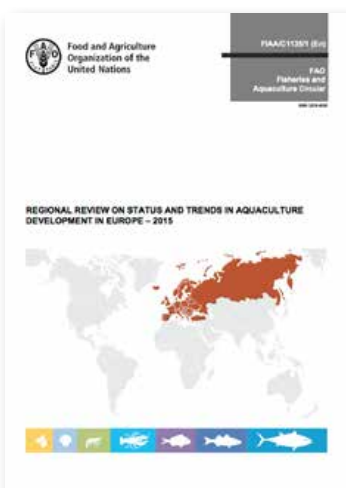 Food and Agriculture
Organization of the
United Nations
FIAA/C1135/1 (En)
FAO
Fisheries and
Aquaculture Circular
REGIONAL REVIEW ON STATUS AND TRENDS IN AQUACULTURE
DEVELOPMENT IN EUROPE – 2015